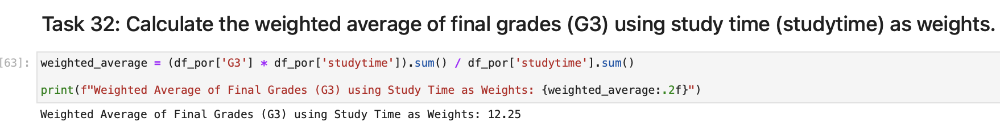 Task 32: Calculate the weighted average of final grades (G3) using study time (studytime) as weights.
[63]: weighted_average = (df_por['G3'] * df_por['studytime']).sum() / df_por['studytime'].sum()
print(f"Weighted Average of Final Grades (G3) using Study Time as Weights: {weighted_average:.2f}")
Weighted Average of Final Grades (G3) using Study Time as Weights: 12.25